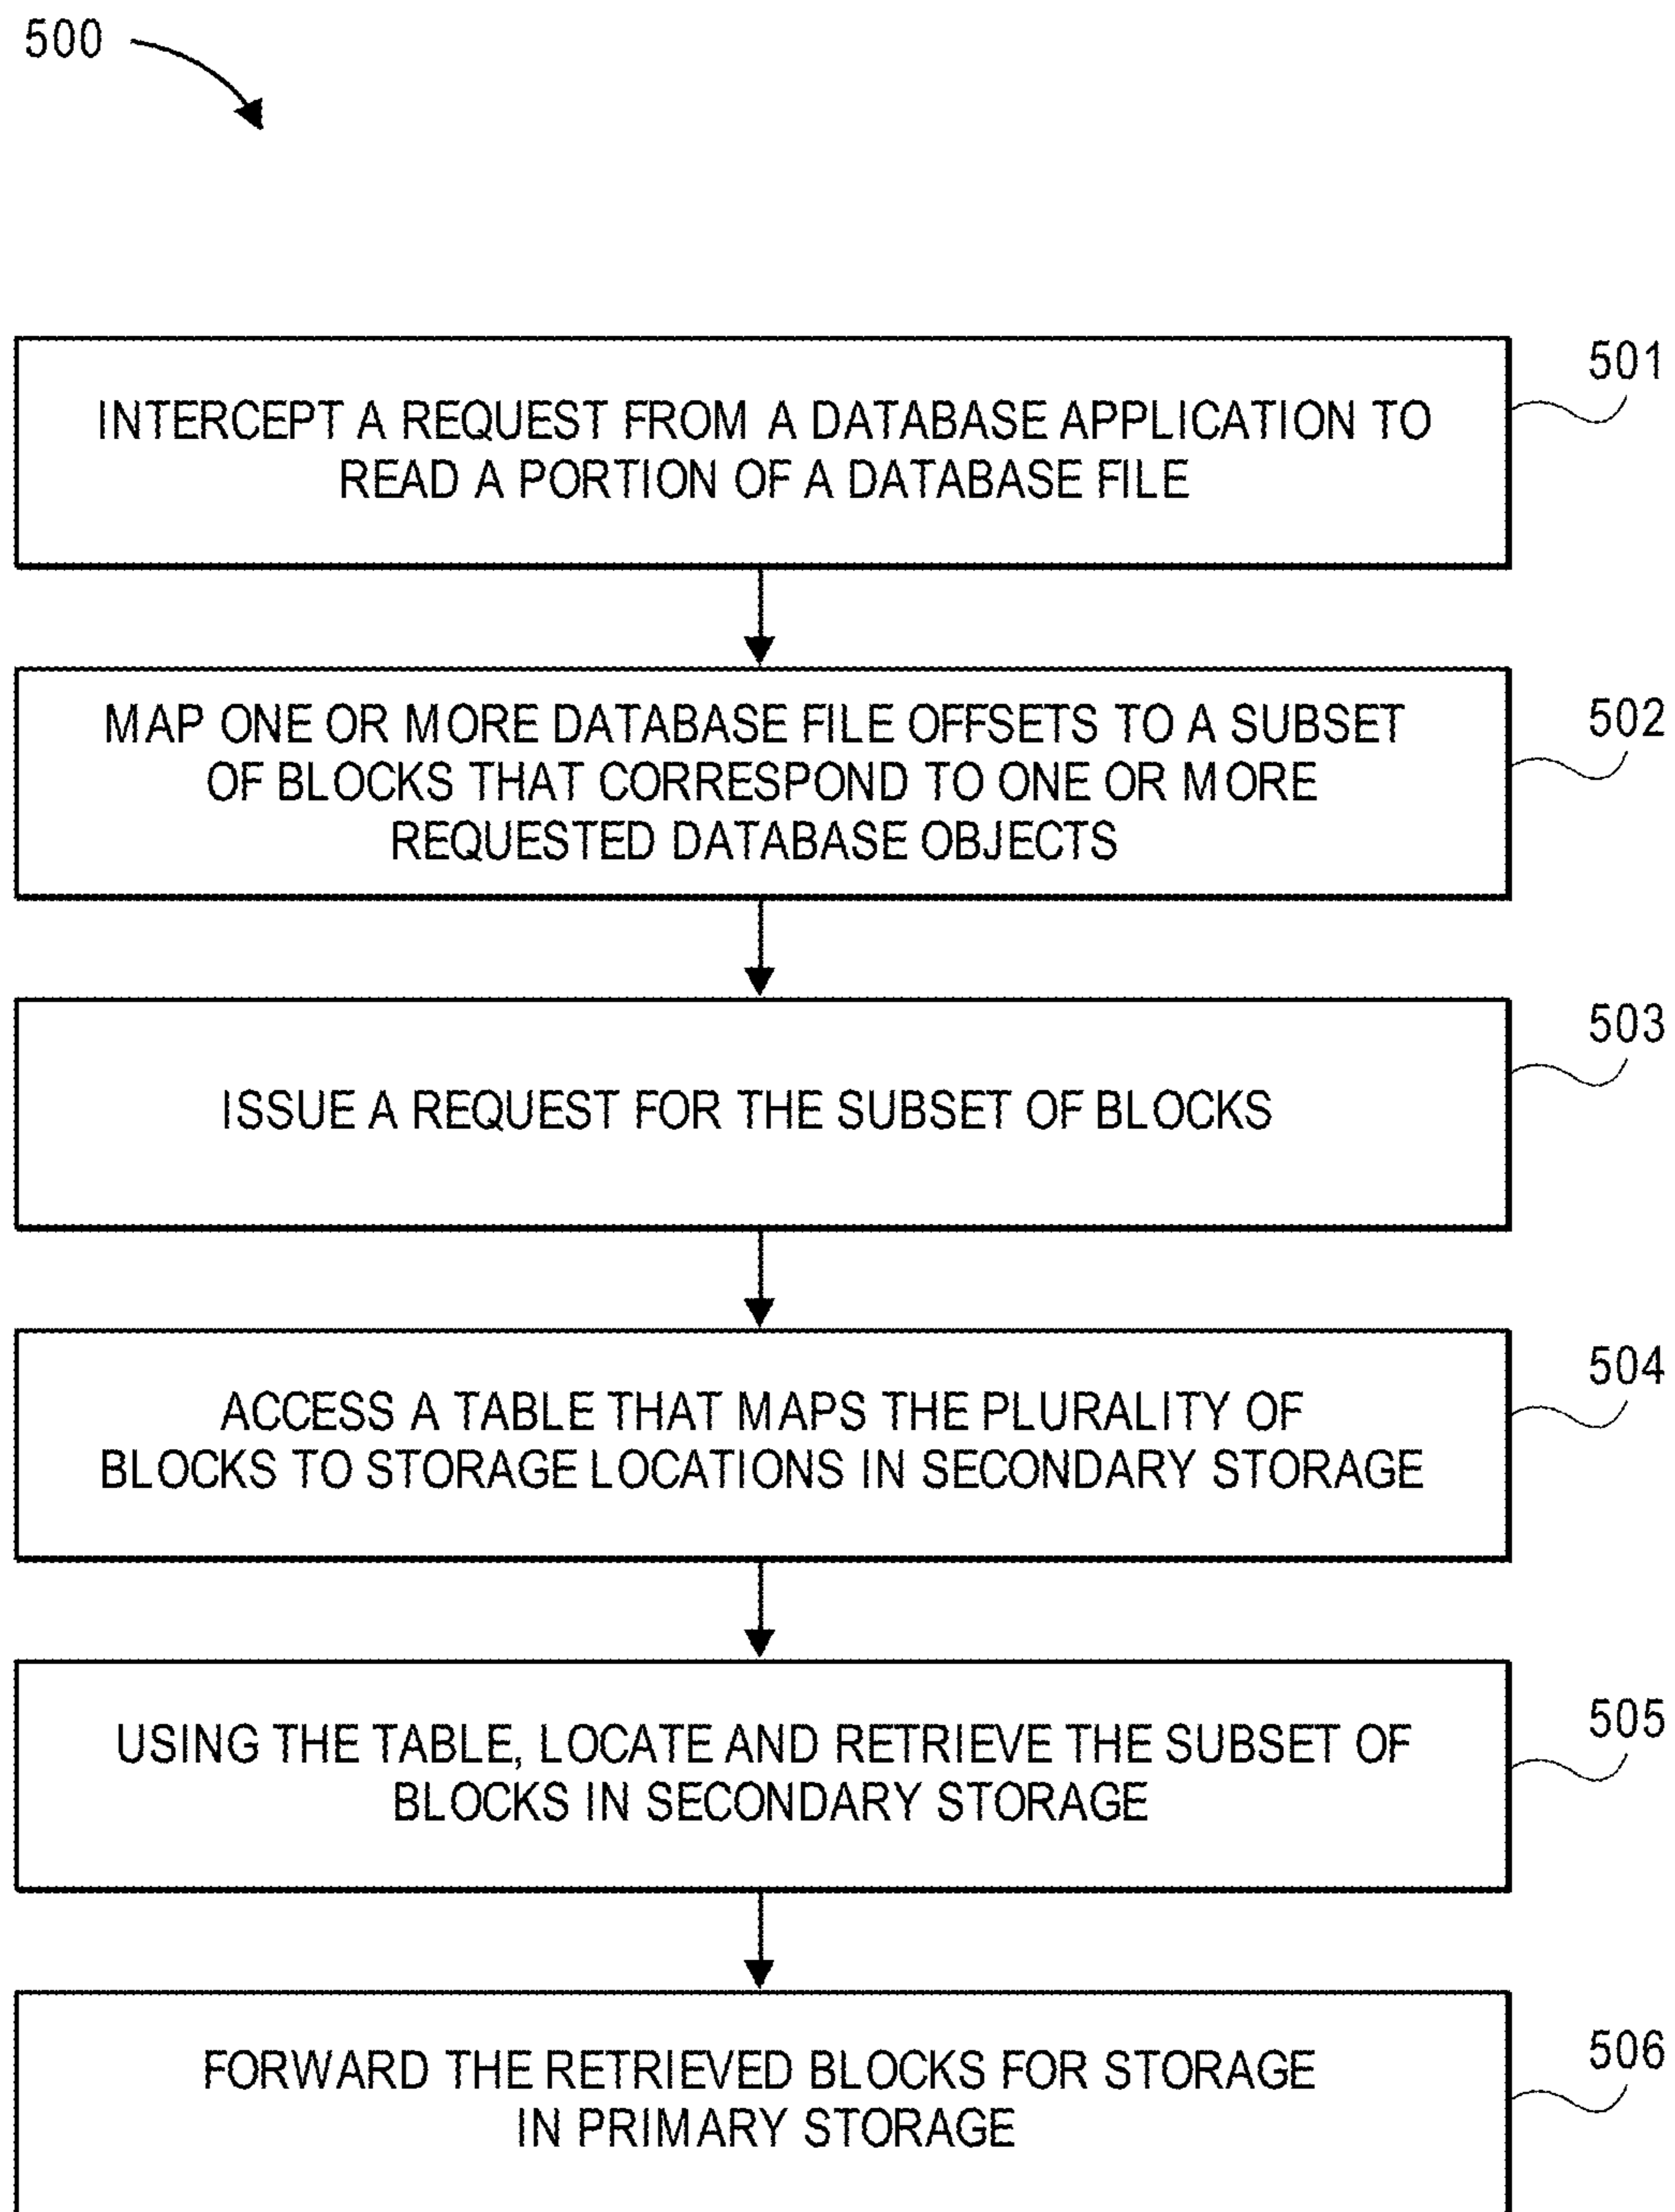 500
501
INTERCEPT A REQUEST FROM A DATABASE APPLICATION TO
READ A PORTION OF A DATABASE FILE
502
MAP ONE OR MORE DATABASE FILE OFFSETS TO A SUBSET
OF BLOCKS THAT CORRESPOND TO ONE OR MORE
REQUESTED DATABASE OBJECTS
503
ISSUE A REQUEST FOR THE SUBSET OF BLOCKS
504
ACCESS A TABLE THAT MAPS THE PLURALITY OF
BLOCKS TO STORAGE LOCATIONS IN SECONDARY STORAGE
505
USING THE TABLE, LOCATE AND RETRIEVE THE SUBSET OF
BLOCKS IN SECONDARY STORAGE
506
FORWARD THE RETRIEVED BLOCKS FOR STORAGE
IN PRIMARY STORAGE